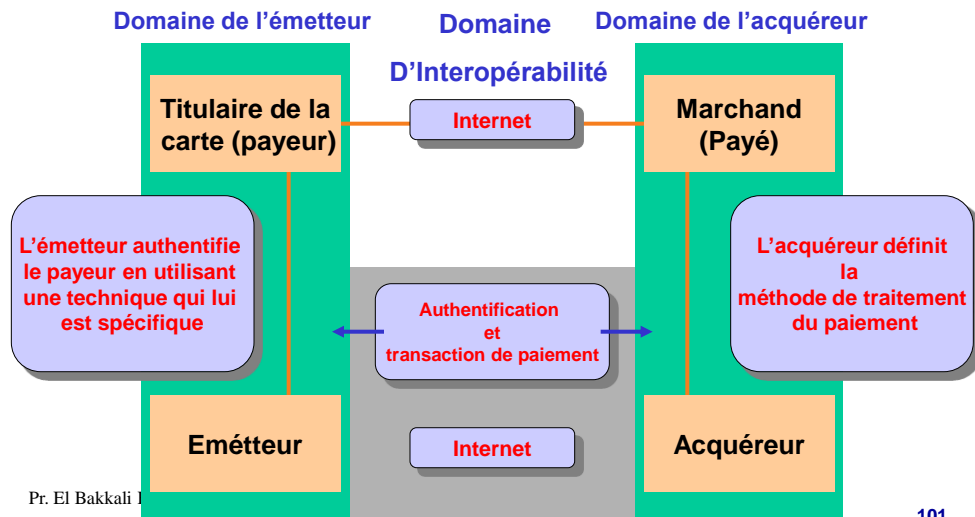 Domaine de l'émetteur
Domaine
D'Interopérabilité
Domaine de l'acquéreur
Titulaire de la
carte (payeur)
Internet
Marchand
(Payé)
L'émetteur authentifie
le payeur en utilisant
une technique qui lui
est spécifique
Authentification
et
transaction de paiement
L'acquéreur définit
la
méthode de traitement
du paiement
Emétteur
Internet
Acquéreur
Pr. El Bakkali
101